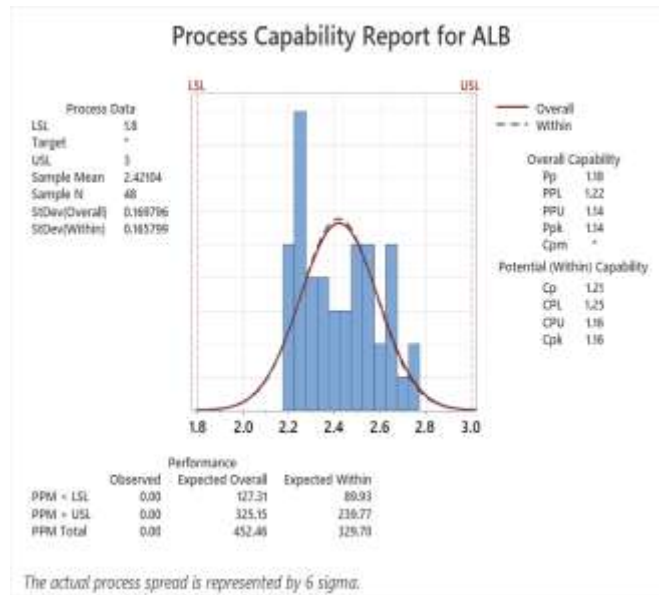 Process Capability Report for ALB
LSL
USL
Process Data
LSL 1.8
Target *
USL 3
Sample Mean 2.42104
Sample N 48
StDev(Overall) 0.169796
StDev(Within) 0.165799
Overall
Within
Overall Capability
Pp 1.18
PPL 1.22
PPU 1.14
Ppk 1.14
Cpm *
Potential (Within) Capability
Cp 1.21
CPL 1.25
CPU 1.16
Cpk 1.16
1.8 2.0 2.2 2.4 2.6 2.8 3.0
Performance
Observed Expected Overall Expected Within
PPM < LSL 0.00 127.31 89.93
PPM > USL 0.00 325.15 239.77
PPM Total 0.00 452.46 329.70
The actual process spread is represented by 6 sigma.